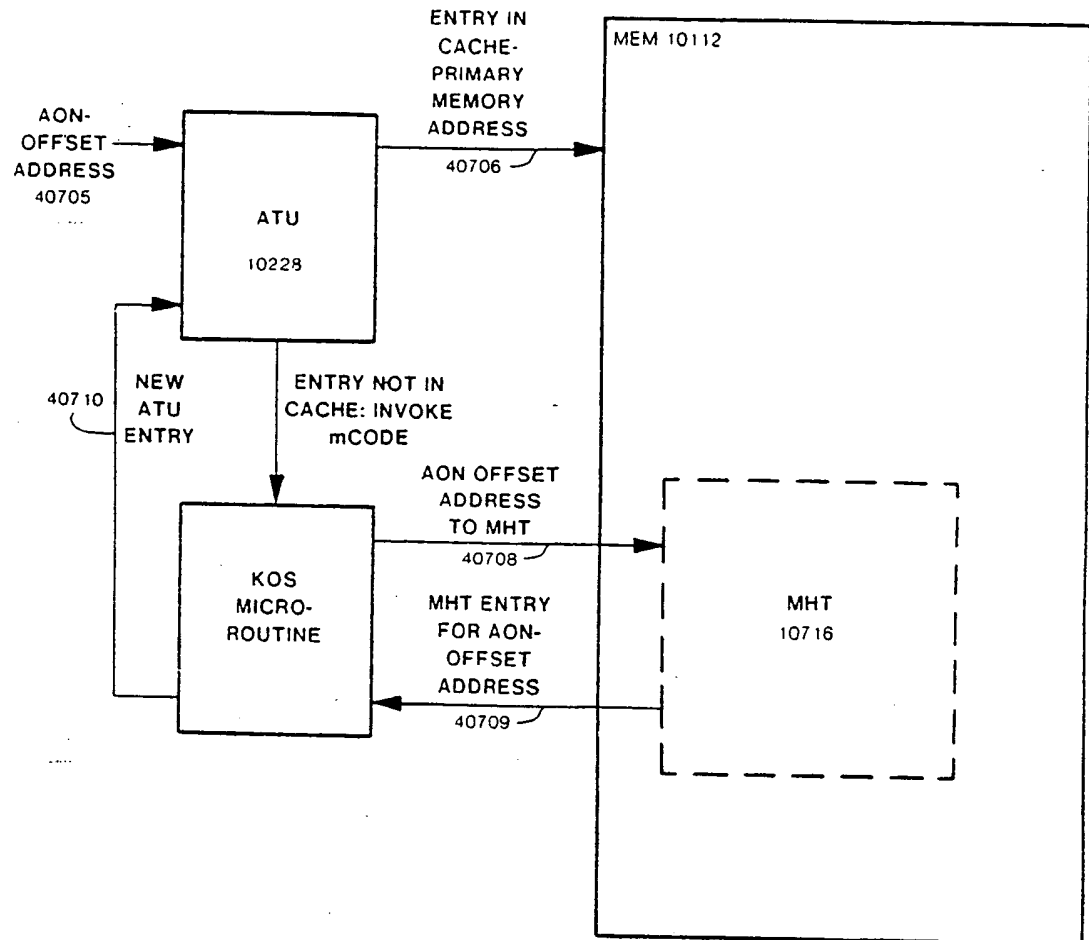 ENTRY IN
CACHE-
PRIMARY
MEMORY
ADDRESS
40706
MEM 10112
AON-
OFFSET
ADDRESS
40705
ATU
10228
40710
NEW
ATU
ENTRY
ENTRY NOT IN
CACHE: INVOKE
mCODE
AON OFFSET
ADDRESS
TO MHT
40708
KOS
MICRO-
ROUTINE
MHT ENTRY
FOR AON-
OFFSET
ADDRESS
40709
MHT
10716